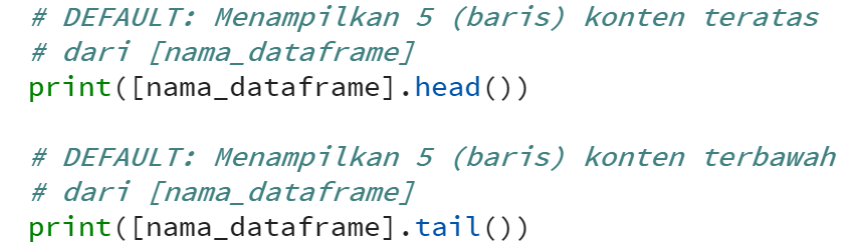 # DEFAULT: Menampilkan 5 (baris) konten teratas
# dari [nama_dataframe]
print([nama_dataframe].head())
# DEFAULT: Menampilkan 5 (baris) konten terbawah
# dari [nama_dataframe]
print([nama_dataframe].tail())